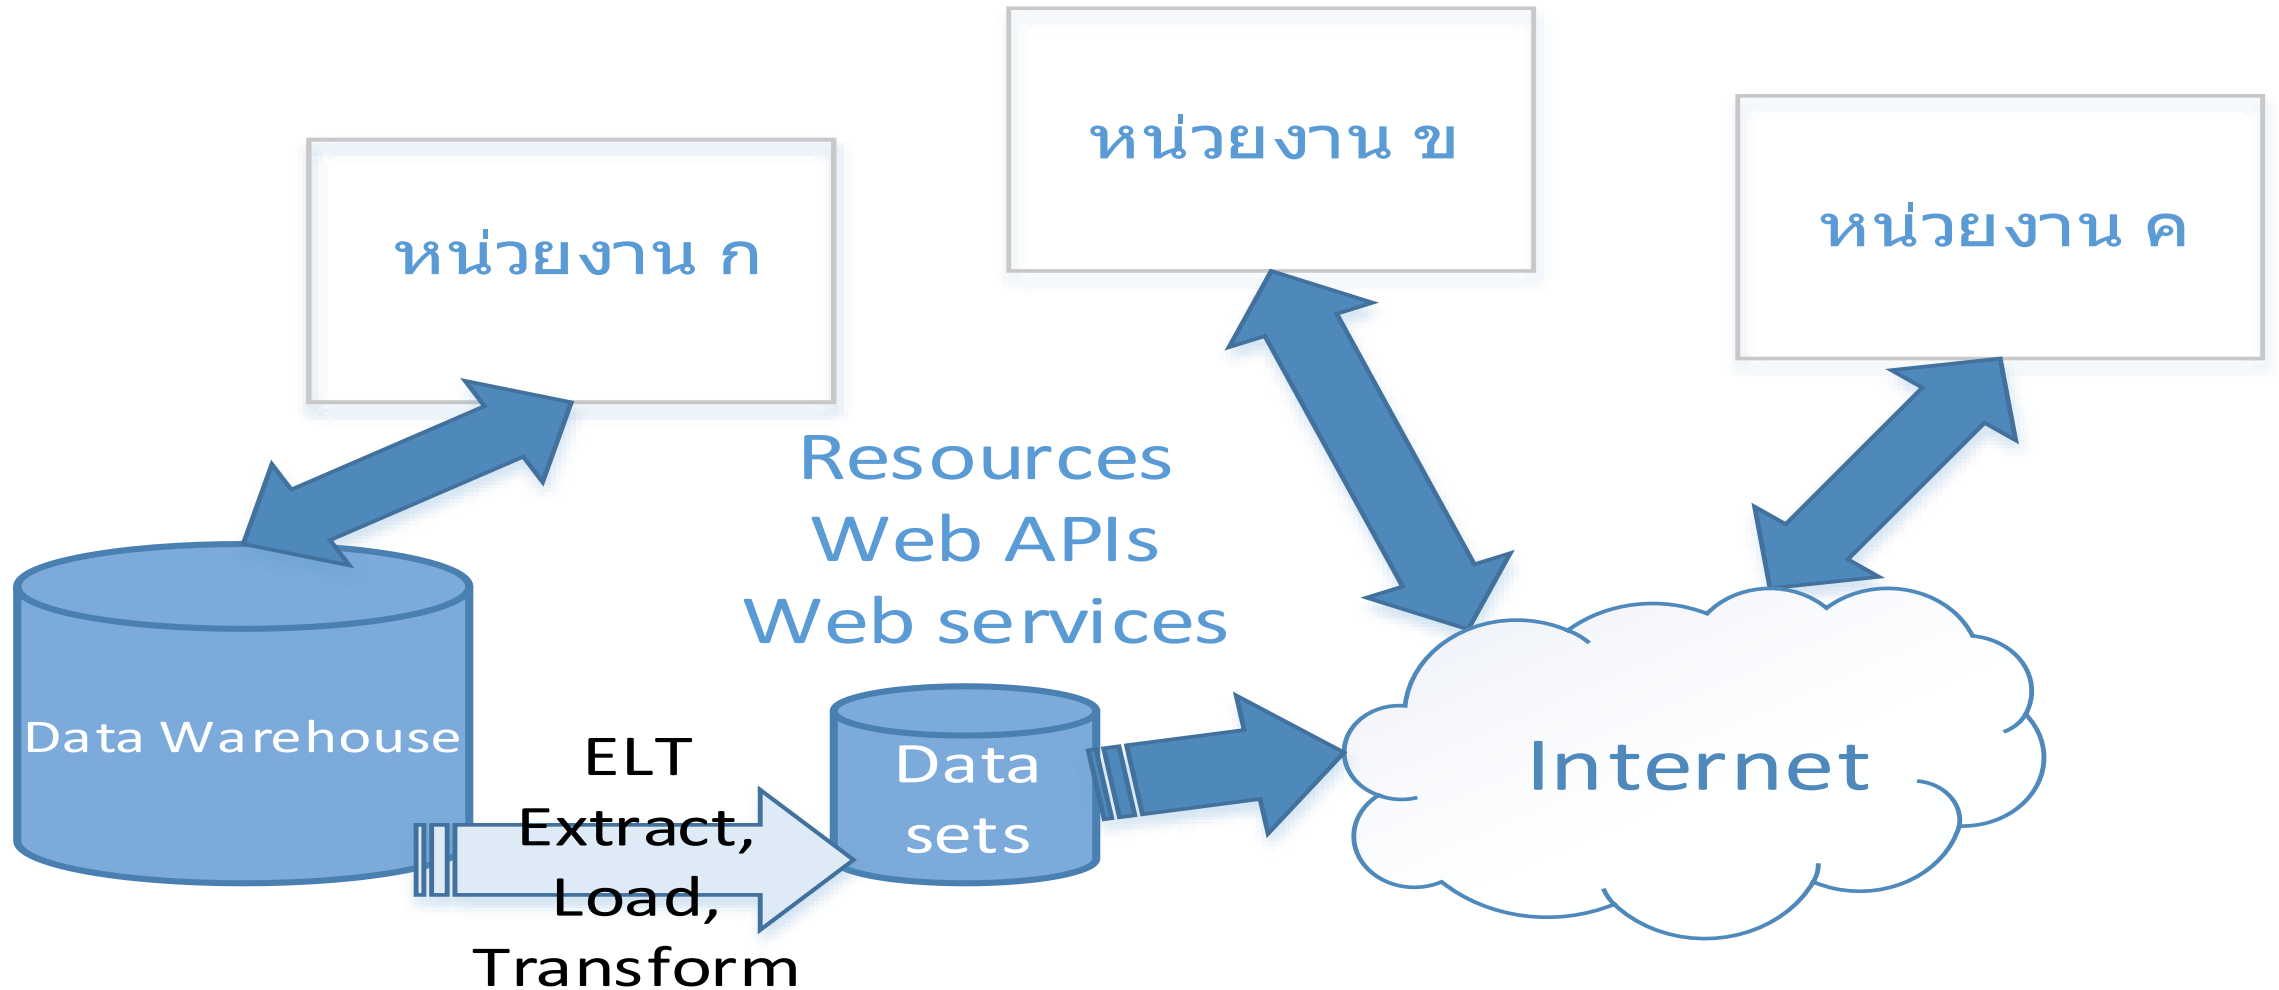 หน่วยงาน ก
หน่วยงาน ข
หน่วยงาน ค
Resources
Web APIs
Web services
Data Warehouse
ELT
Extract,
Load,
Transform
Data
sets
Internet